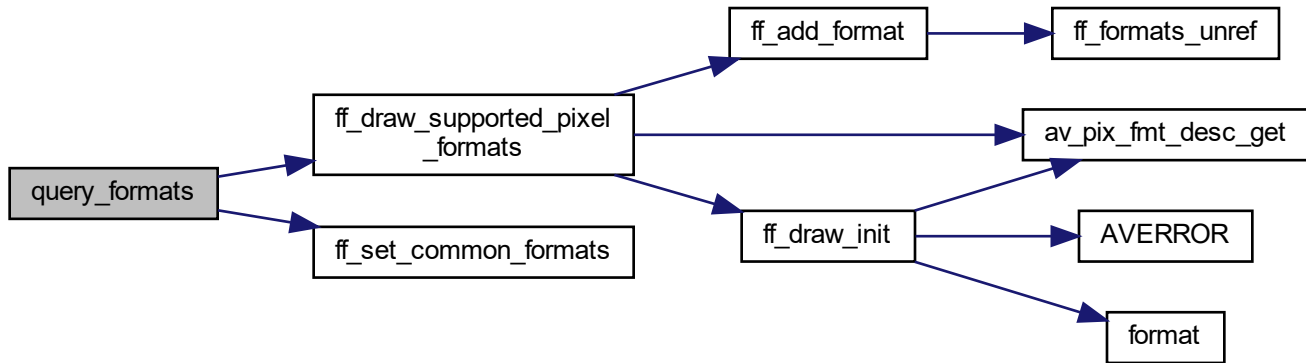 query_formats
ff_draw_supported_pixel
_formats
ff_set_common_formats
ff_add_format
ff_draw_init
ff_formats_unref
av_pix_fmt_desc_get
AVERROR
format